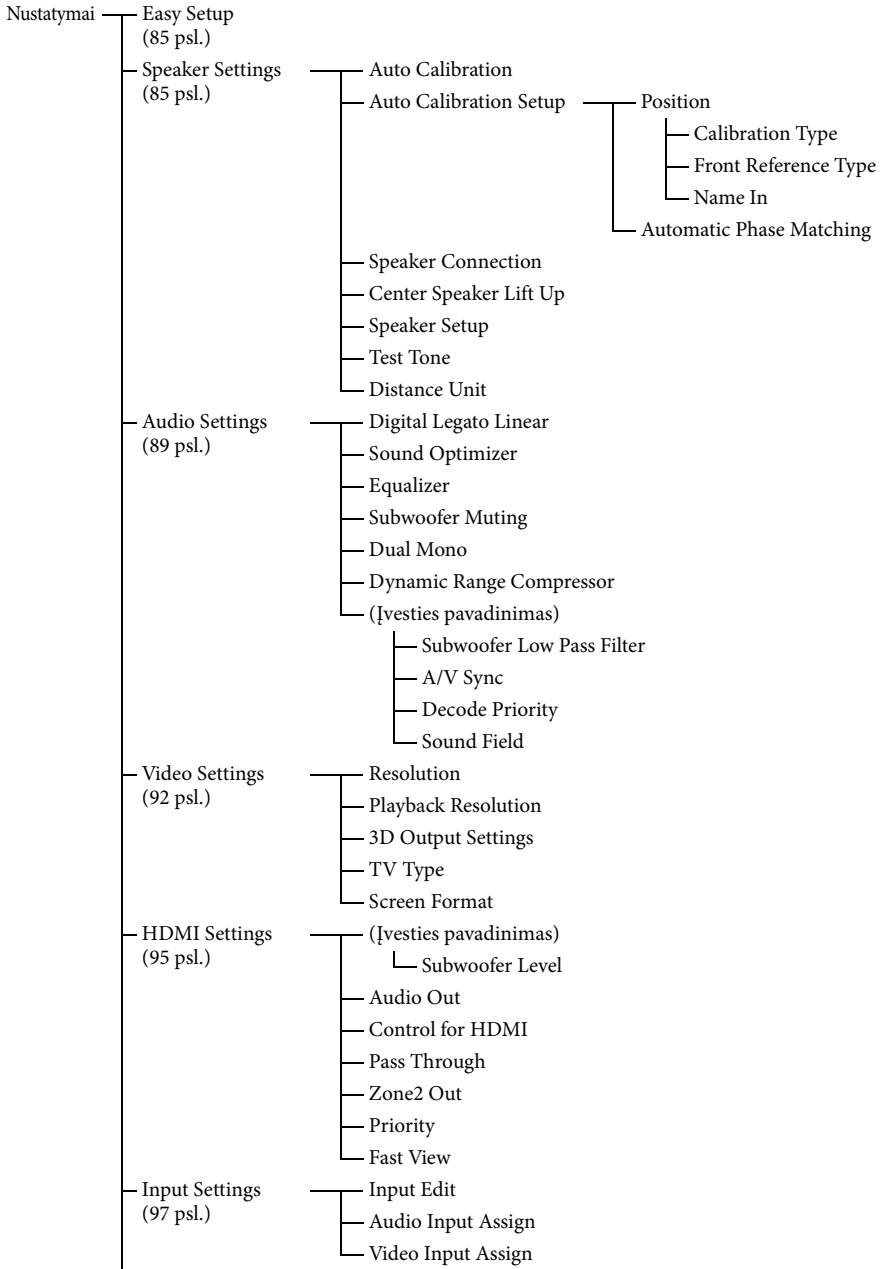 Nustatymai
Easy Setup
(85 psl.)
Speaker Settings
(85 psl.)
Auto Calibration
Auto Calibration Setup
Position
Calibration Type
Front Reference Type
Name In
Automatic Phase Matching
Speaker Connection
Center Speaker Lift Up
Speaker Setup
Test Tone
Distance Unit
Audio Settings
(89 psl.)
Digital Legato Linear
Sound Optimizer
Equalizer
Subwoofer Muting
Dual Mono
Dynamic Range Compressor
(Įvesties pavadinimas)
Subwoofer Low Pass Filter
A/V Sync
Decode Priority
Sound Field
Video Settings
(92 psl.)
Resolution
Playback Resolution
3D Output Settings
TV Type
Screen Format
HDMI Settings
(95 psl.)
(Įvesties pavadinimas)
Subwoofer Level
Audio Out
Control for HDMI
Pass Through
Zone2 Out
Priority
Fast View
Input Settings
(97 psl.)
Input Edit
Audio Input Assign
Video Input Assign